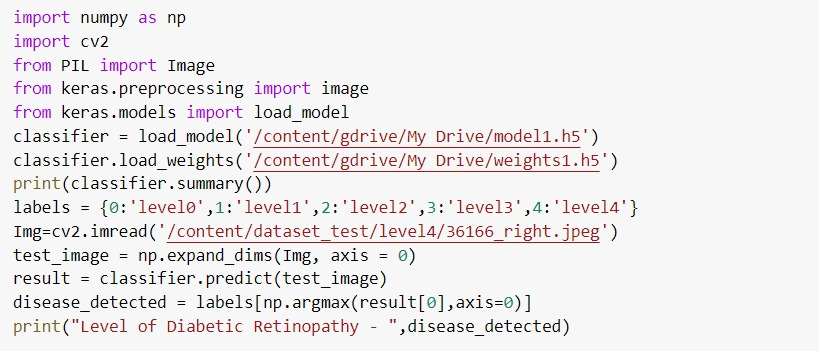 import numpy as np
import cv2
from PIL import Image
from keras.preprocessing import image
from keras.models import load_model
classifier = load_model('/content/gdrive/My Drive/model1.h5')
classifier.load_weights('/content/gdrive/My Drive/weights1.h5')
print(classifier.summary())
labels = {0:'level0',1:'level1',2:'level2',3:'level3',4:'level4'}
Img=cv2.imread('/content/dataset_test/level4/36166_right.jpeg')
test_image = np.expand_dims(Img, axis = 0)
result = classifier.predict(test_image)
disease_detected = labels[np.argmax(result[0],axis=0)]
print("Level of Diabetic Retinopathy - ",disease_detected)